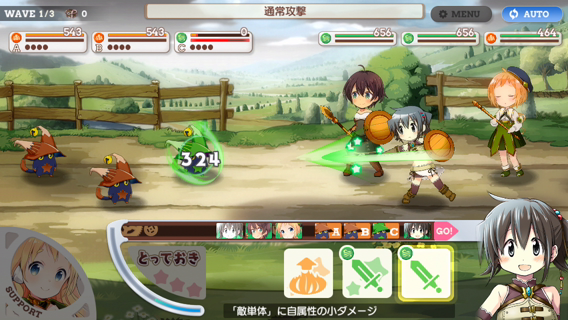 WAVE 1/3 0
通常攻撃
MENU
AUTO
543
A
543
B
0
C
656
656
464
324
とっておき
A
B
C
GO!
SUPPORT
「敵単体」に自属性の小ダメージ